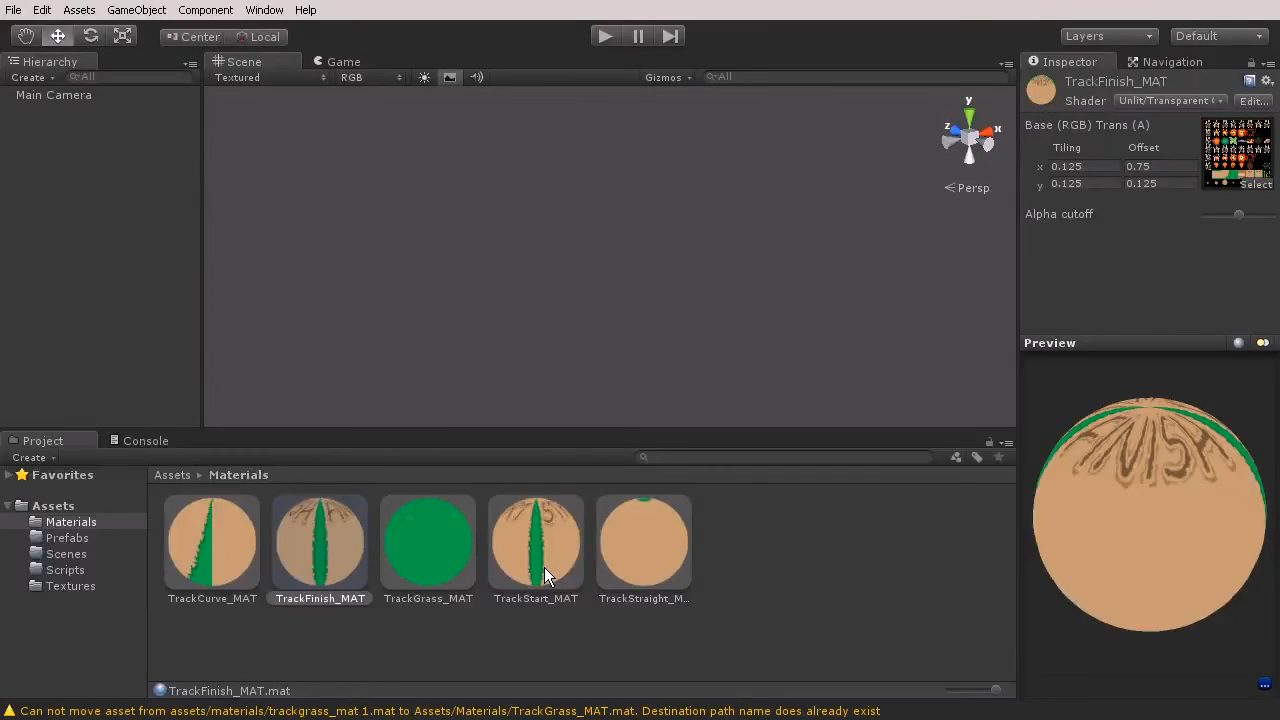 File Edit Assets GameObject Component Window Help
Center Local Layers Default
Hierarchy Scene Game Inspector Navigation
Create All Textured RGB Gizmos All
TrackFinish_MAT
Main Camera
Shader Unlit/Transparent Edit...
y
z x
Persp
Base (RGB) Trans (A)
Tiling Offset
x 0.125 0.75
y 0.125 0.125
Select
Alpha cutoff
Preview
Project Console
Create
Favorites
Assets Materials
Assets
Materials
Prefabs
Scenes
Scripts
Textures
TrackCurve_MAT TrackFinish_MAT TrackGrass_MAT TrackStart_MAT TrackStraight_M...
TrackFinish_MAT.mat
Can not move asset from assets/materials/trackgrass_mat 1.mat to Assets/Materials/TrackGrass_MAT.mat. Destination path name does already exist